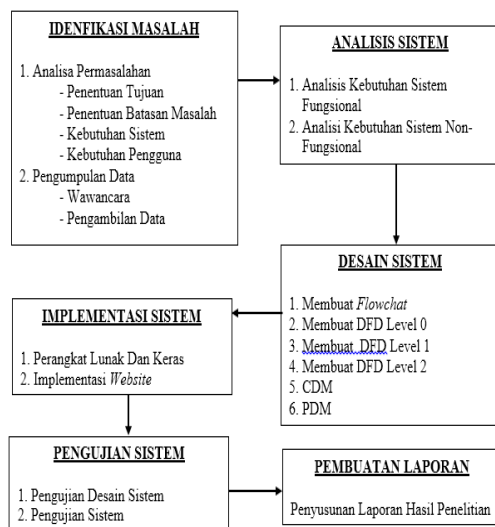 IDENFIKASI MASALAH
1. Analisa Permasalahan
- Penentuan Tujuan
- Penentuan Batasan Masalah
- Kebutuhan Sistem
- Kebutuhan Pengguna
2. Pengumpulan Data
- Wawancara
- Pengambilan Data
ANALISIS SISTEM
1. Analisis Kebutuhan Sistem
Fungsional
2. Analisi Kebutuhan Sistem Non-
Fungsional
DESAIN SISTEM
1. Membuat Flowchat
2. Membuat DFD Level 0
3. Membuat DFD Level 1
4. Membuat DFD Level 2
5. CDM
6. PDM
IMPLEMENTASI SISTEM
1. Perangkat Lunak Dan Keras
2. Implementasi Website
PENGUJIAN SISTEM
1. Pengujian Desain Sistem
2. Pengujian Sistem
PEMBUATAN LAPORAN
Penyusunan Laporan Hasil Penelitian